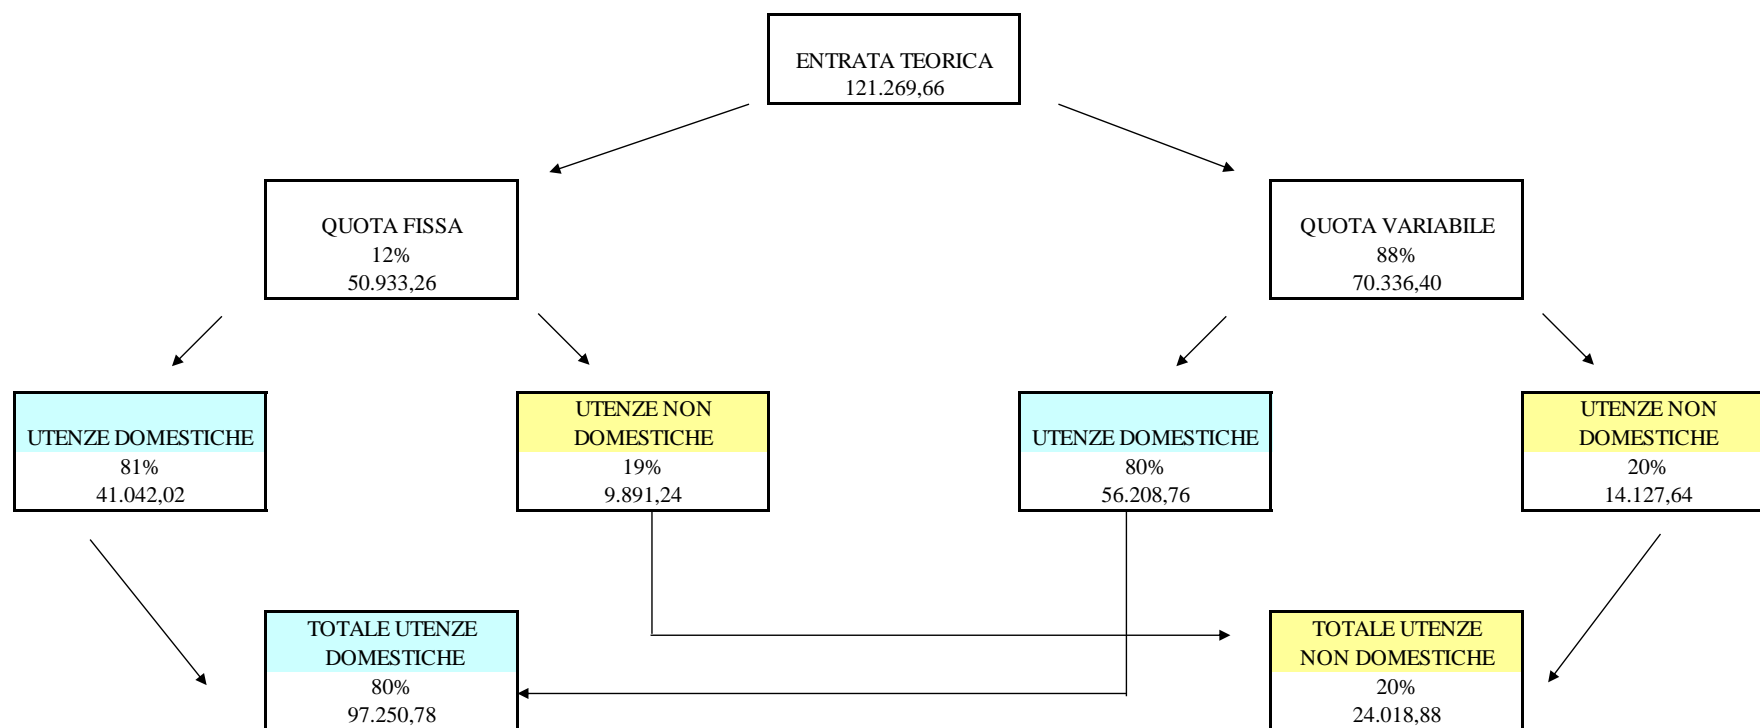 ENTRATA TEORICA
121.269,66
QUOTA FISSA
12%
50.933,26
QUOTA VARIABILE
88%
70.336,40
UTENZE DOMESTICHE
81%
41.042,02
UTENZE NON
DOMESTICHE
19%
9.891,24
UTENZE DOMESTICHE
80%
56.208,76
UTENZE NON
DOMESTICHE
20%
14.127,64
TOTALE UTENZE
DOMESTICHE
80%
97.250,78
TOTALE UTENZE
NON DOMESTICHE
20%
24.018,88